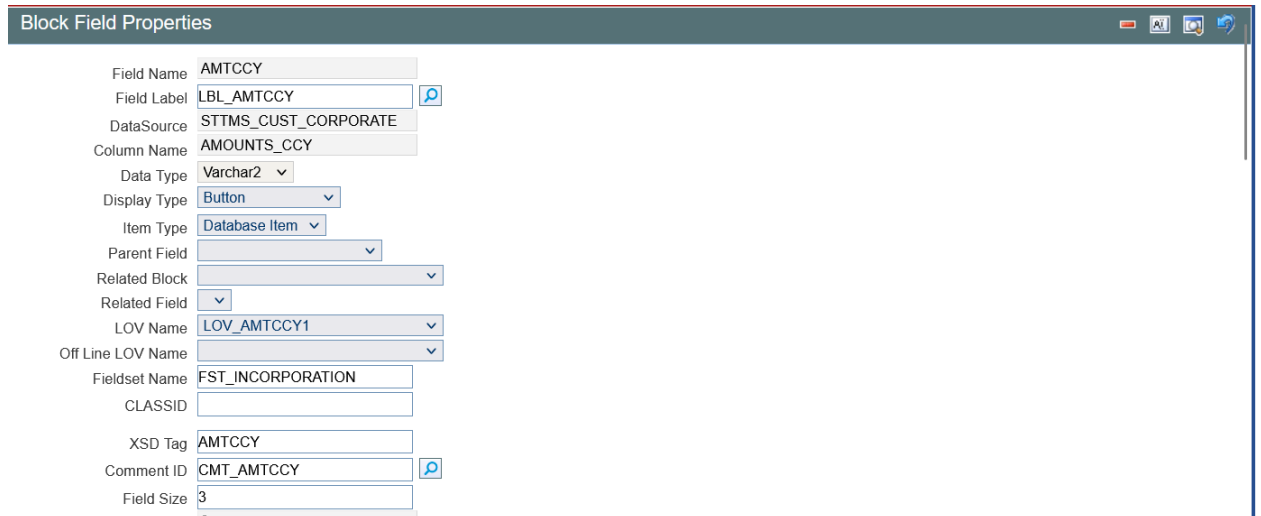 Block Field Properties
Field Name AMTCCY
Field Label LBL_AMTCCY
DataSource STTMS_CUST_CORPORATE
Column Name AMOUNTS_CCY
Data Type Varchar2
Display Type Button
Item Type Database Item
Parent Field
Related Block
Related Field
LOV Name LOV_AMTCCY1
Off Line LOV Name
Fieldset Name FST_INCORPORATION
CLASSID
XSD Tag AMTCCY
Comment ID CMT_AMTCCY
Field Size 3